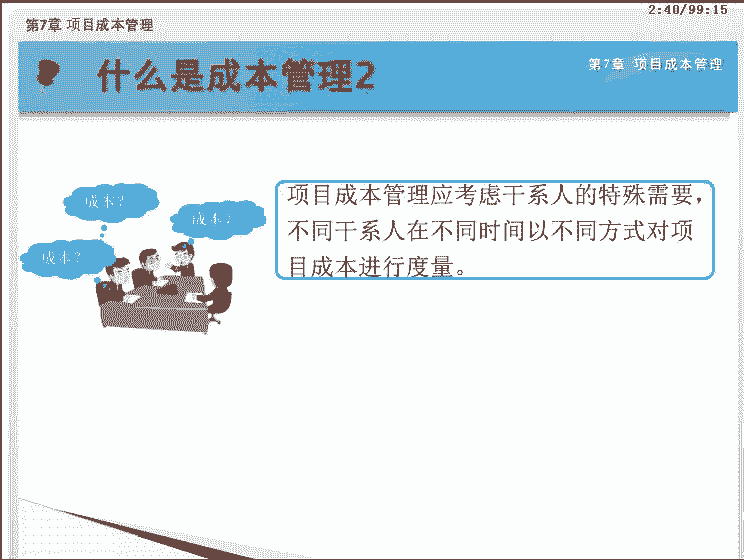 2:40/99:15
第7章 项目成本管理
什么是成本管理2
第7章 项目成本管理
成本？
成本？
成本？
项目成本管理应考虑干系人的特殊需要，
不同干系人在不同时间以不同方式对项
目成本进行度量。